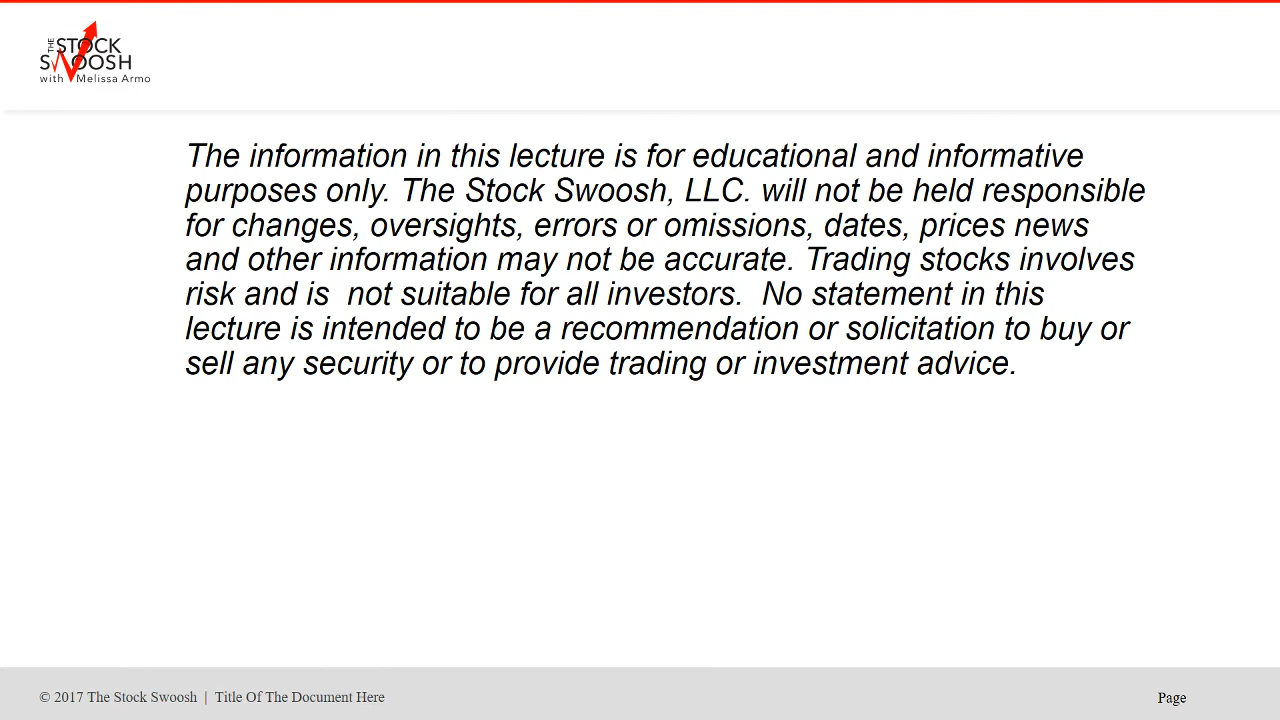 THE STOCK
SWOOSH
with Melissa Armo
The information in this lecture is for educational and informative
purposes only. The Stock Swoosh, LLC. will not be held responsible
for changes, oversights, errors or omissions, dates, prices news
and other information may not be accurate. Trading stocks involves
risk and is  not suitable for all investors.  No statement in this
lecture is intended to be a recommendation or solicitation to buy or
sell any security or to provide trading or investment advice.
© 2017 The Stock Swoosh | Title Of The Document Here
Page